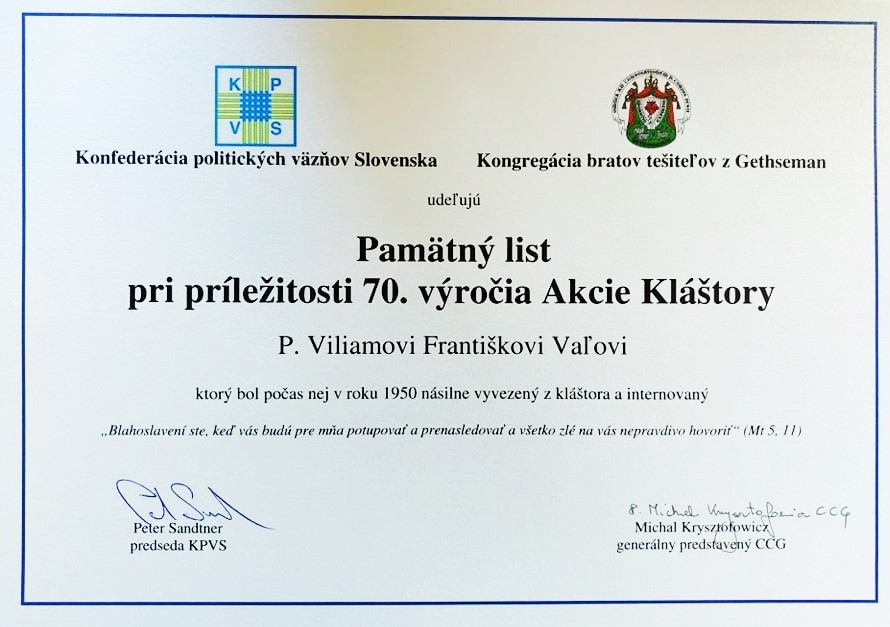 K P
V S
Konfederácia politických väzňov Slovenska
Kongregácia bratov tešiteľov z Gethseman
udeľujú
Pamätný list
pri príležitosti 70. výročia Akcie Kláštory
P. Viliamovi Františkovi Vaľovi
ktorý bol počas nej v roku 1950 násilne vyvezený z kláštora a internovaný
„Blahoslavení ste, keď vás budú pre mňa potupovať a prenasledovať a všetko zlé na vás nepravdivo hovoriť“ (Mt 5, 11)
Peter Sandtner
predseda KPVS
P. Michal Krysztofowicz CCG
Michal Krysztofowicz
generálny predstavený CCG